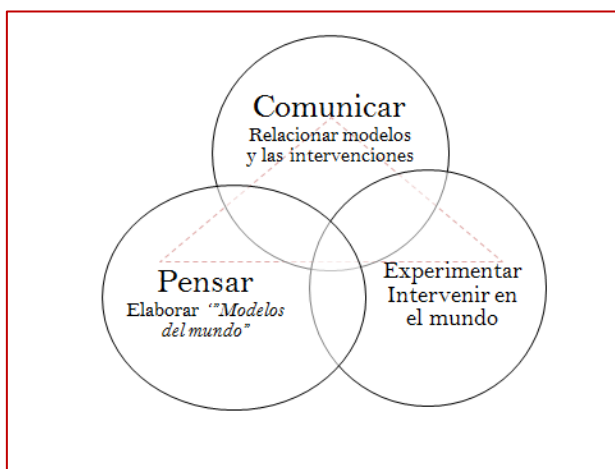 Comunicar
Relacionar modelos
y las intervenciones
Pensar
Elaborar ‘”Modelos
del mundo”
Experimentar
Intervenir en
el mundo